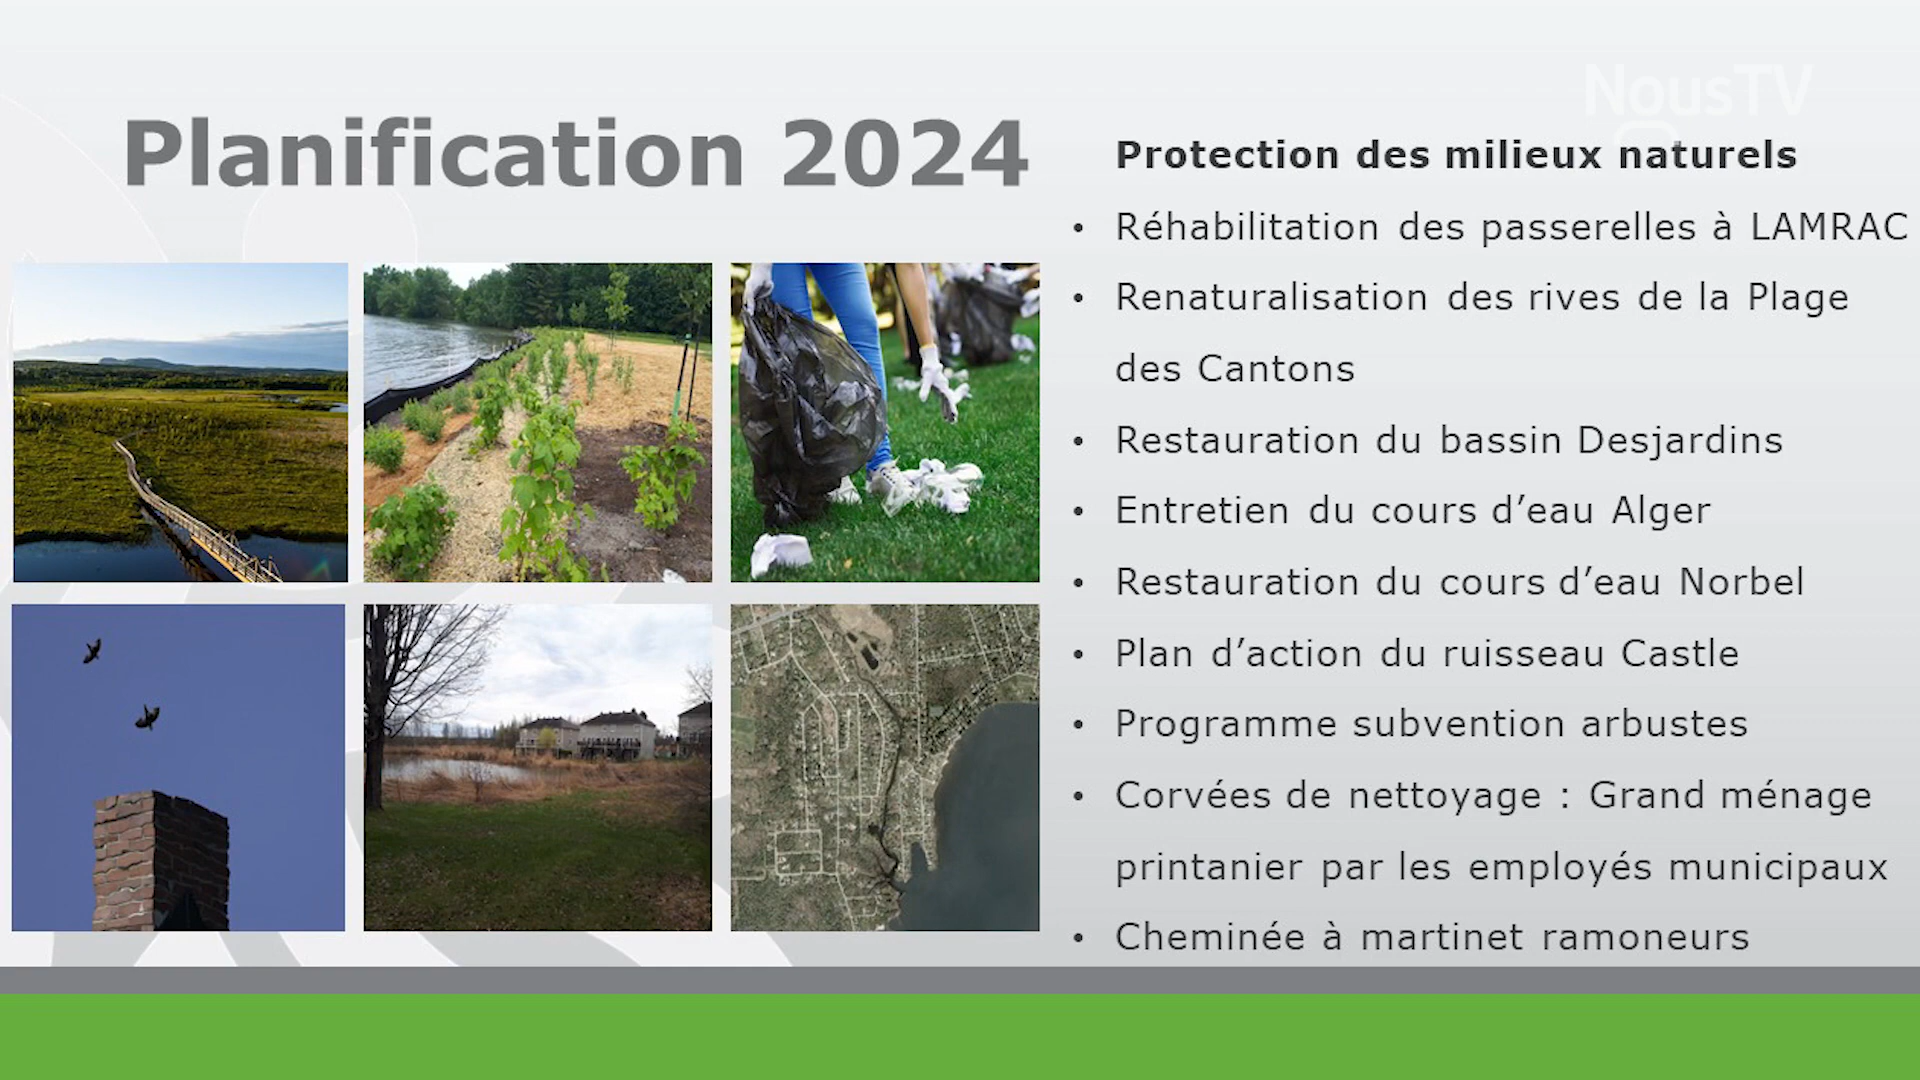 NousTV
Planification 2024
Protection des milieux naturels
• Réhabilitation des passerelles à LAMRAC
• Renaturalisation des rives de la Plage
des Cantons
• Restauration du bassin Desjardins
• Entretien du cours d’eau Alger
• Restauration du cours d’eau Norbel
• Plan d’action du ruisseau Castle
• Programme subvention arbustes
• Corvées de nettoyage : Grand ménage
printanier par les employés municipaux
• Cheminée à martinet ramoneurs